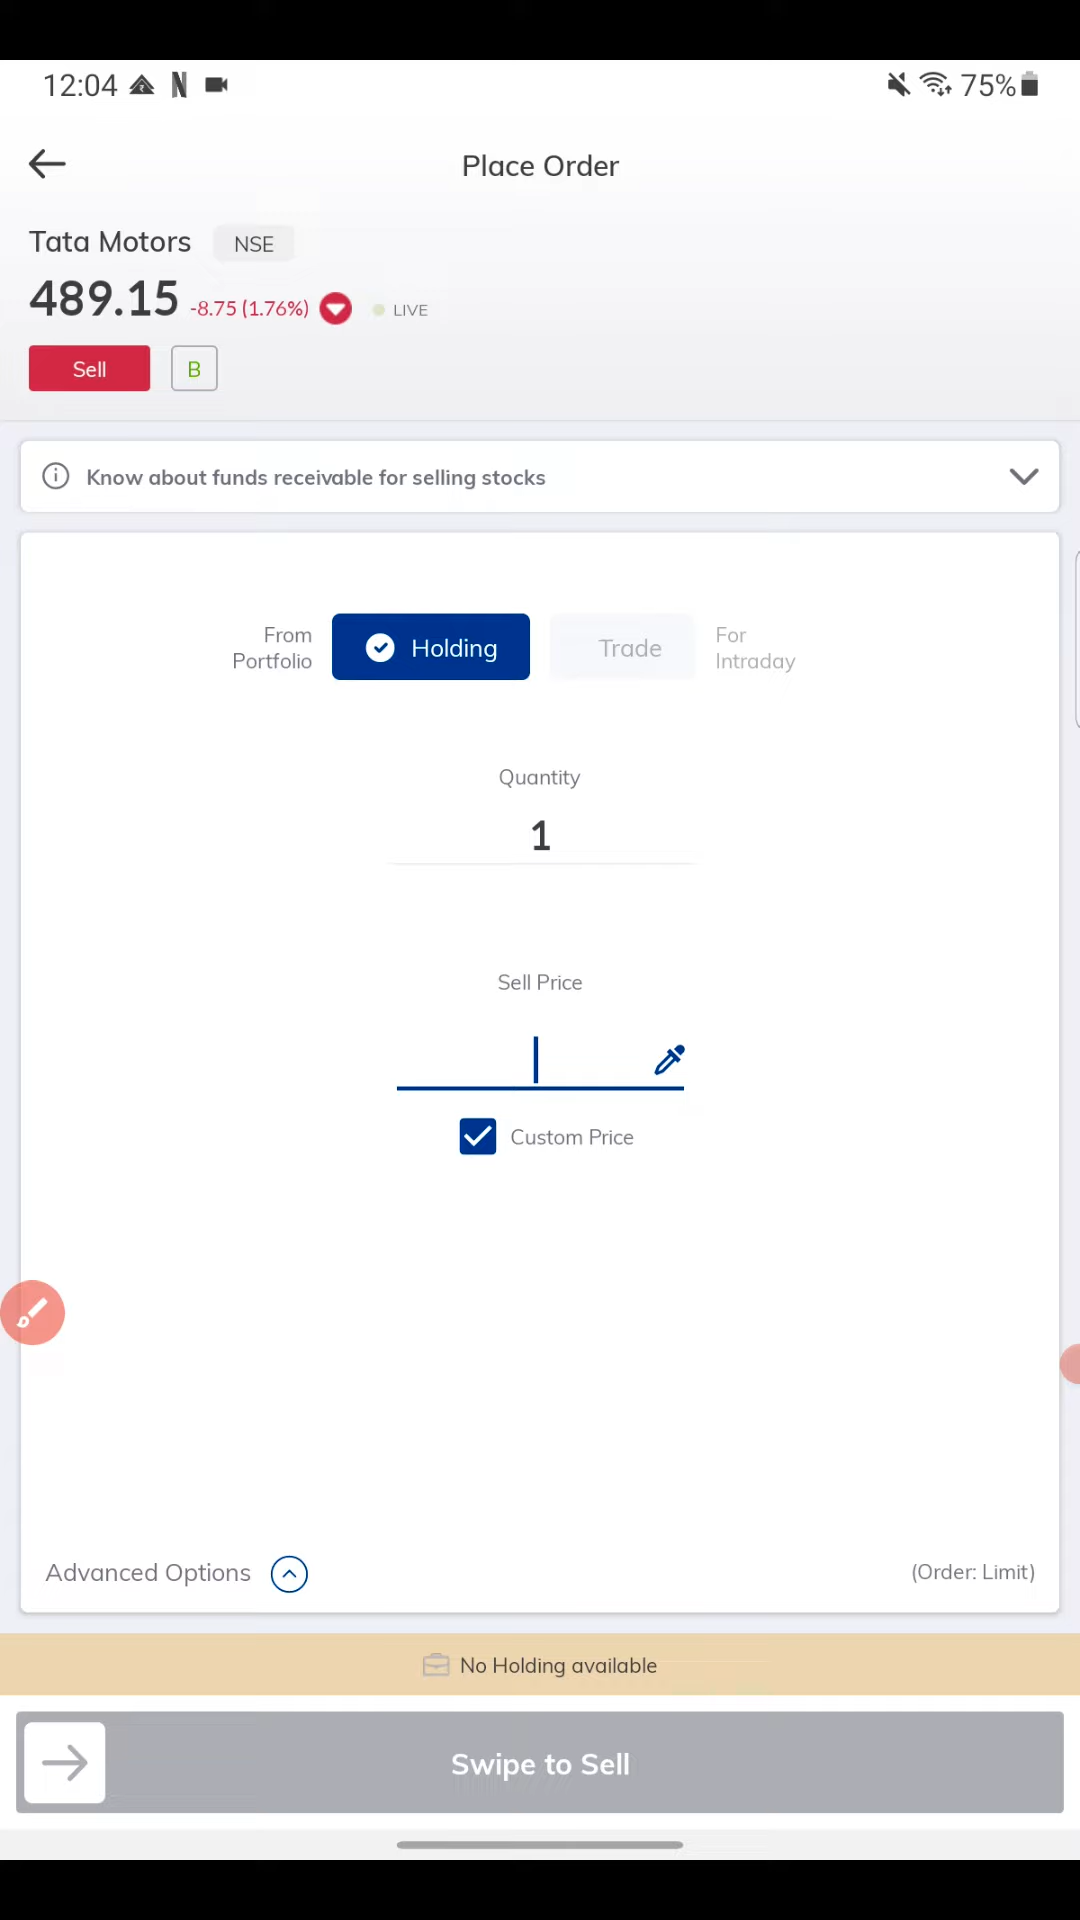 12:04 75%
Place Order
Tata Motors NSE
489.15 -8.75 (1.76%) LIVE
Sell B
Know about funds receivable for selling stocks
From Portfolio Holding Trade For Intraday
Quantity
1
Sell Price
Custom Price
Advanced Options (Order: Limit)
No Holding available
Swipe to Sell